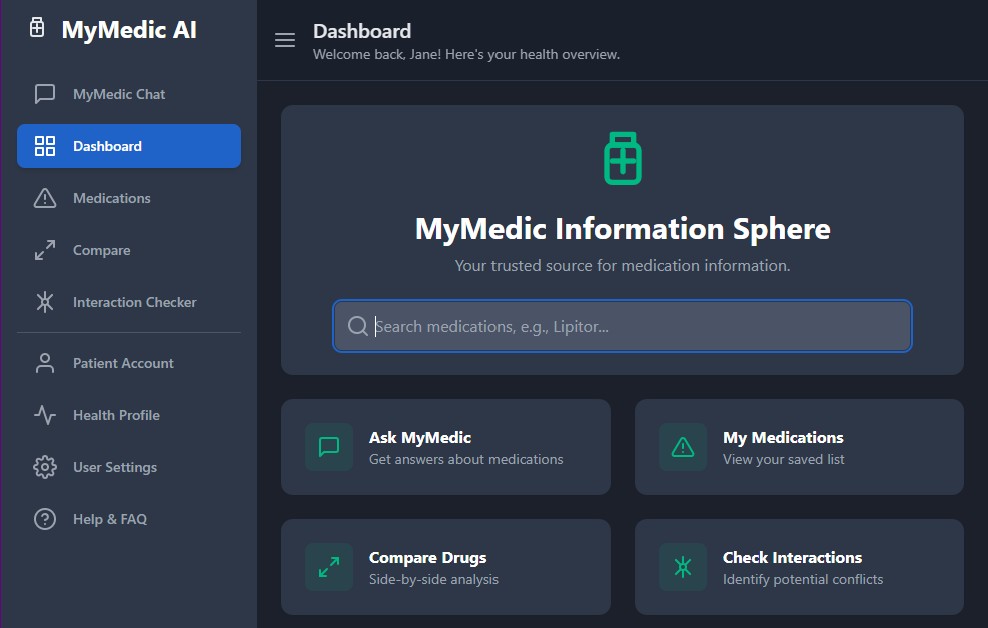 MyMedic AI
MyMedic Chat
Dashboard
Medications
Compare
Interaction Checker
Patient Account
Health Profile
User Settings
Help & FAQ
Dashboard
Welcome back, Jane! Here's your health overview.
MyMedic Information Sphere
Your trusted source for medication information.
Search medications, e.g., Lipitor...
Ask MyMedic
Get answers about medications
My Medications
View your saved list
Compare Drugs
Side-by-side analysis
Check Interactions
Identify potential conflicts